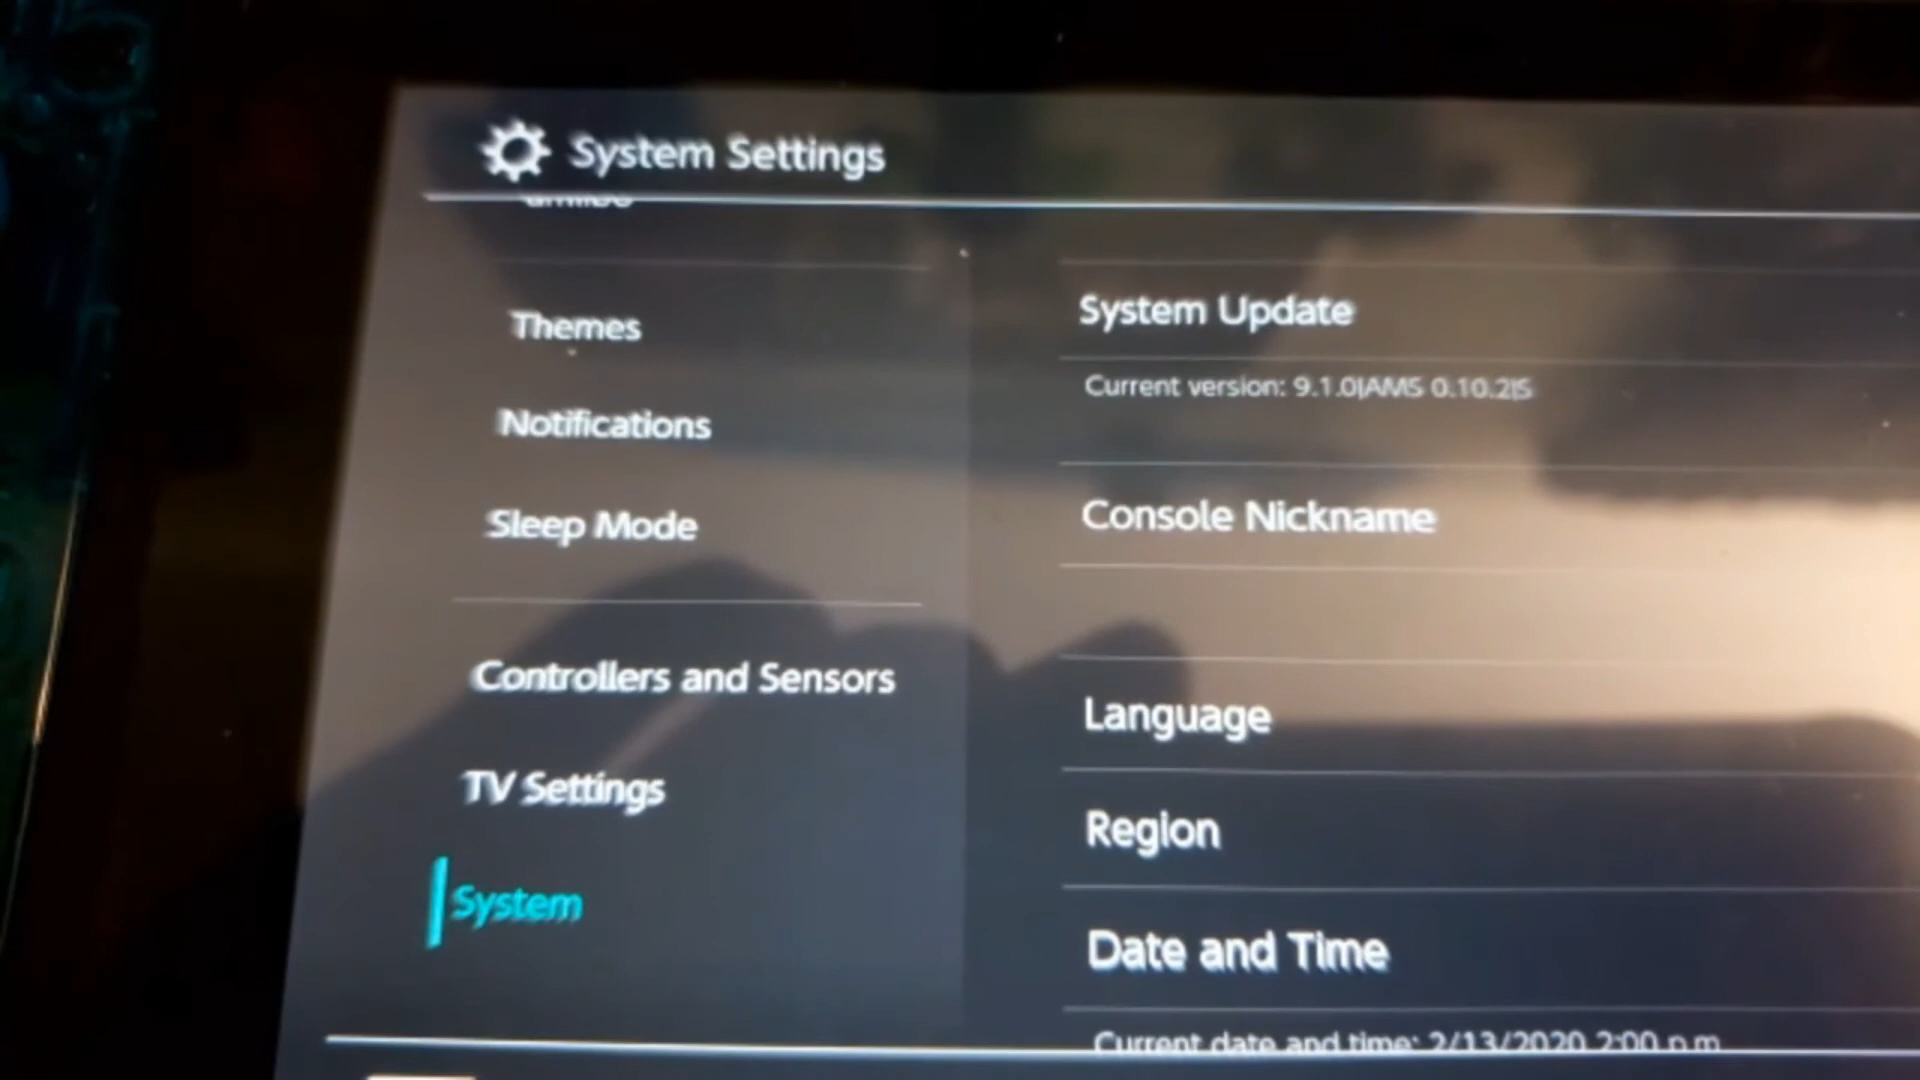 System Settings
amiibo
Themes
Notifications
Sleep Mode
Controllers and Sensors
TV Settings
System
System Update
Current version: 9.1.0|AMS 0.10.2|S
Console Nickname
Language
Region
Date and Time
Current date and time: 2/13/2020 2:00 p.m